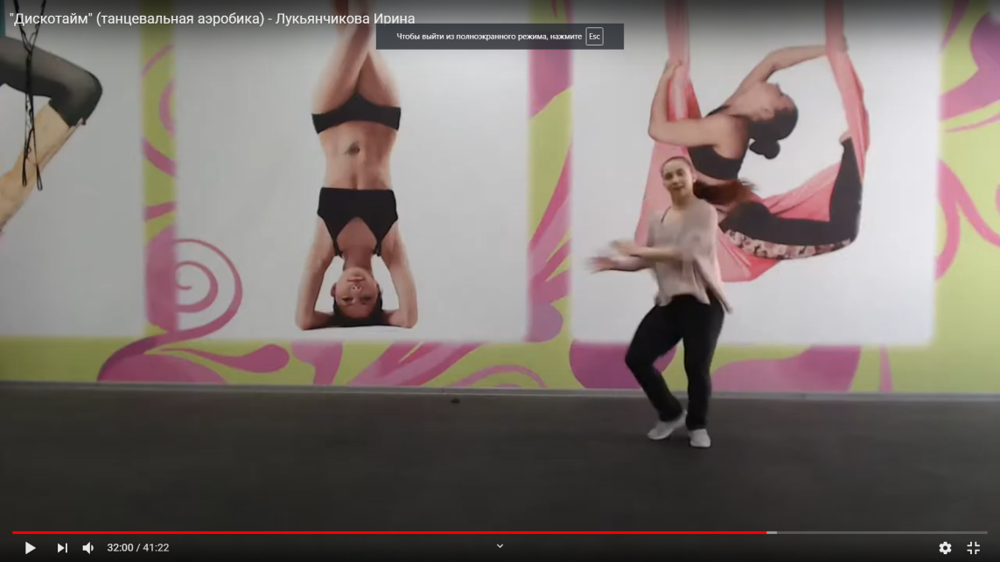 "Дискотайм" (танцевальная аэробика) - Лукьянчикова Ирина
Чтобы выйти из полноэкранного режима, нажмите Esc
32:00 / 41:22